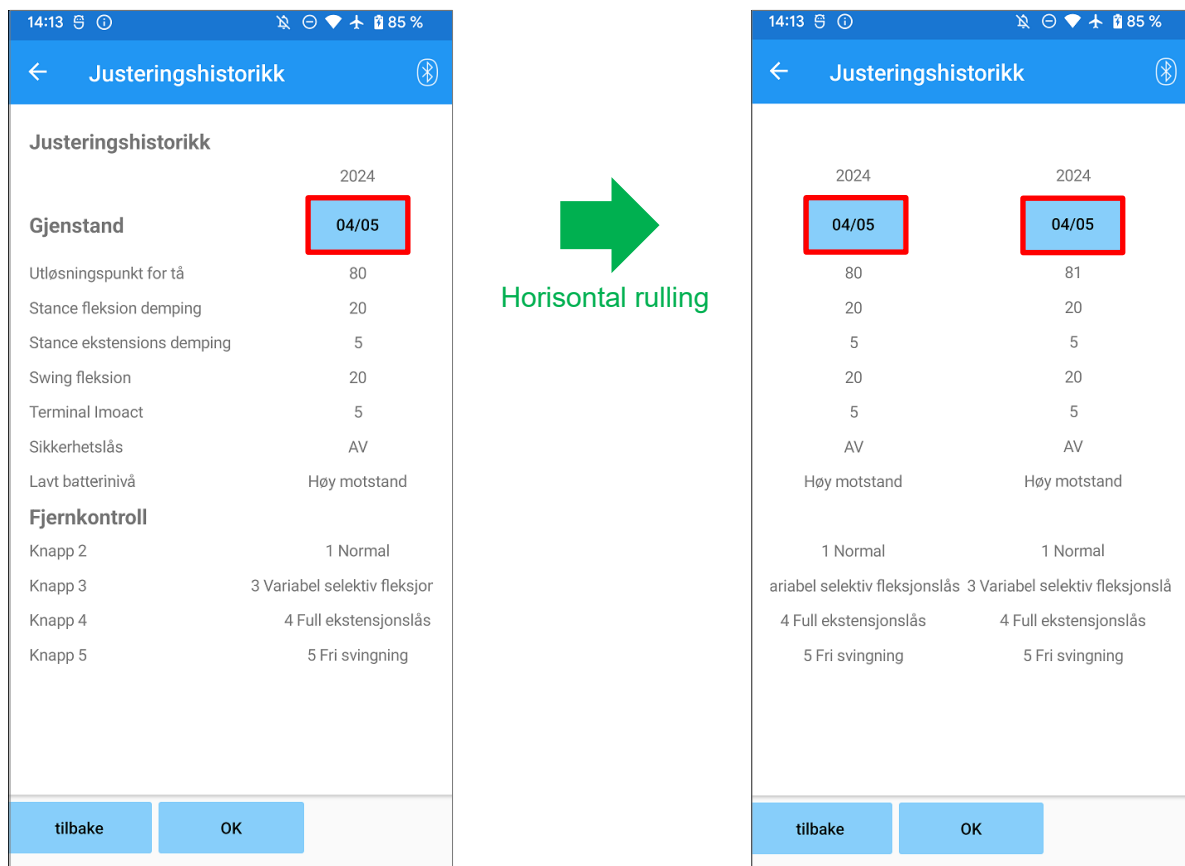 14:13 85 %
Justeringshistorikk
Justeringshistorikk
2024
Gjenstand 04/05
Utløsningspunkt for tå 80
Stance fleksion demping 20
Stance ekstensions demping 5
Swing fleksion 20
Terminal Imoact 5
Sikkerhetslås AV
Lavt batterinivå Høy motstand
Fjernkontroll
Knapp 2 1 Normal
Knapp 3 3 Variabel selektiv fleksjor
Knapp 4 4 Full ekstensjonslås
Knapp 5 5 Fri svingning
tilbake OK
Horisontal rulling
14:13 85 %
Justeringshistorikk
2024 2024
04/05 04/05
80 81
20 20
5 5
20 20
5 5
AV AV
Høy motstand Høy motstand
1 Normal 1 Normal
ariabel selektiv fleksjonslås 3 Variabel selektiv fleksjonslå
4 Full ekstensjonslås 4 Full ekstensjonslås
5 Fri svingning 5 Fri svingning
tilbake OK